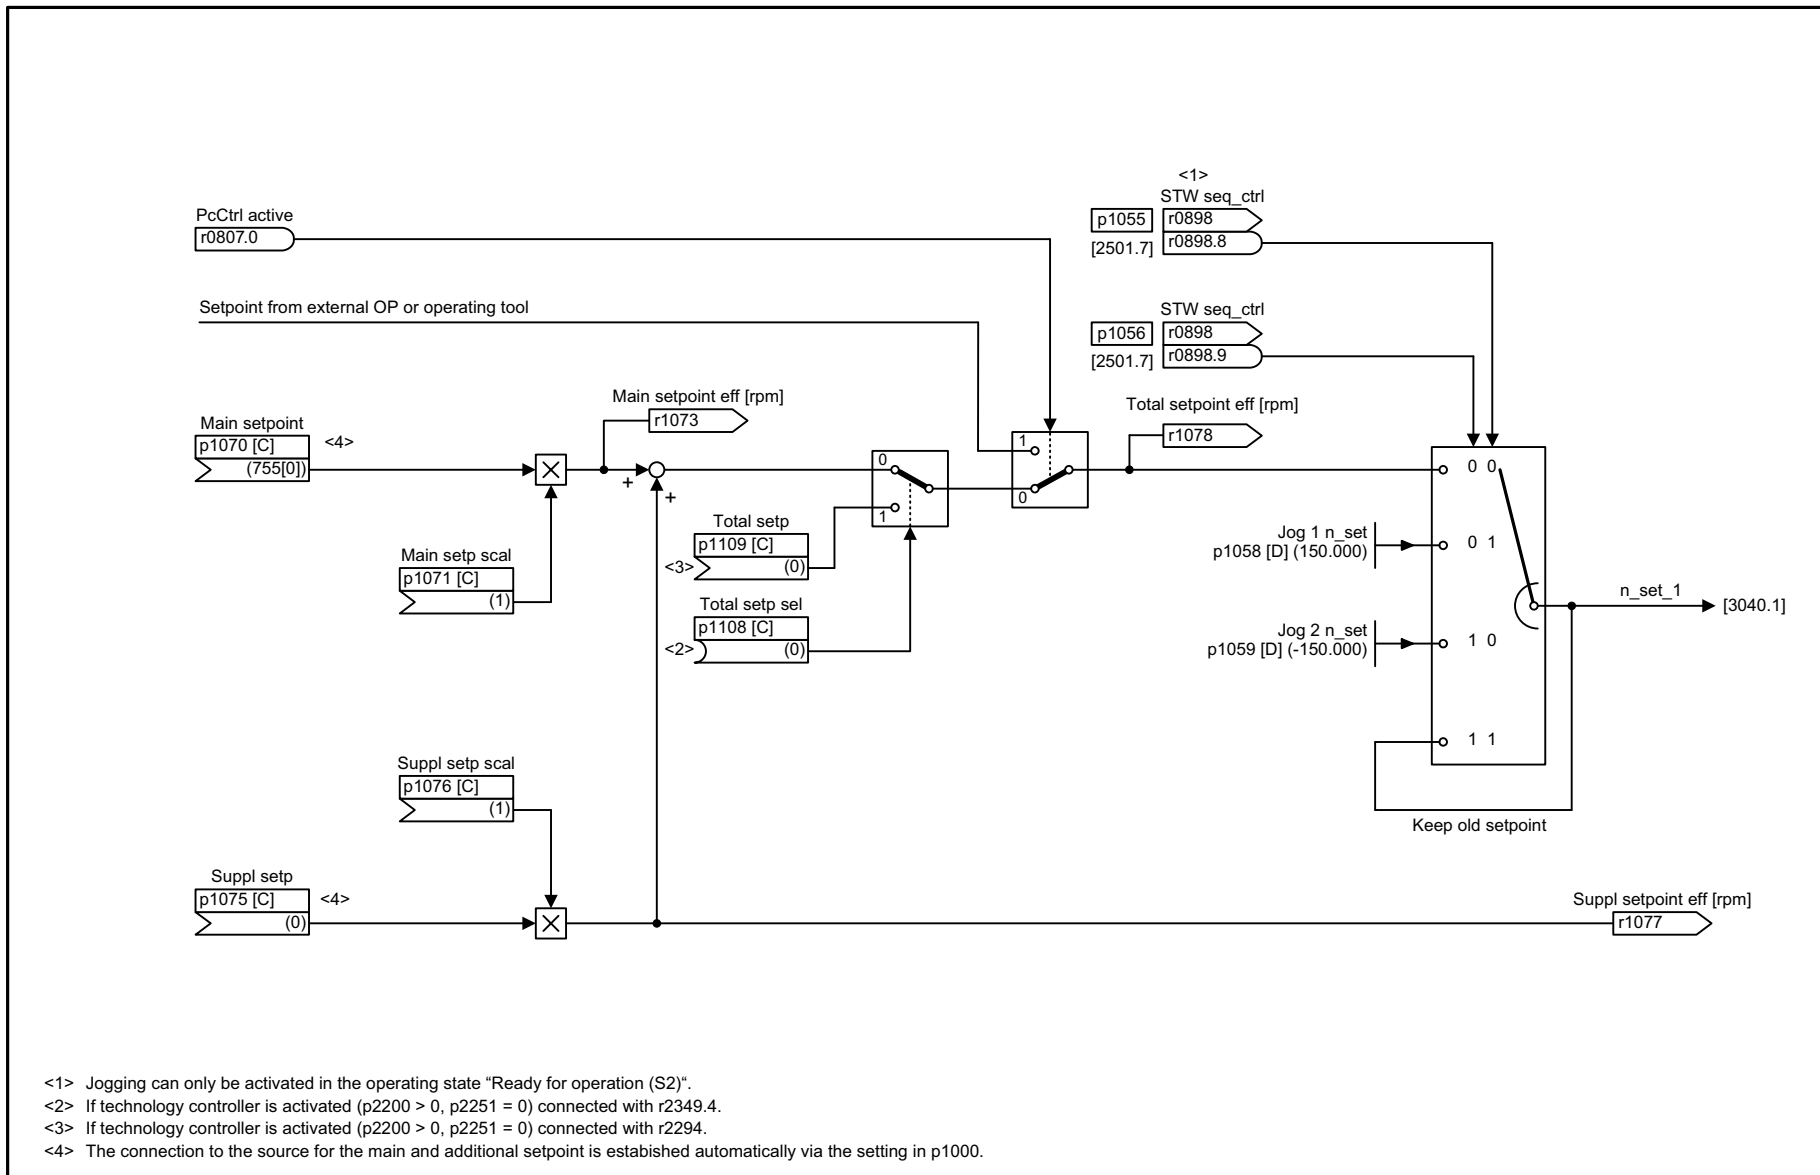 <1>
STW seq_ctrl
p1055
r0898
[2501.7]
r0898.8
PcCtrl active
r0807.0
Setpoint from external OP or operating tool
STW seq_ctrl
p1056
r0898
[2501.7]
r0898.9
Main setpoint
p1070 [C]
<4>
(755[0])
Main setpoint eff [rpm]
r1073
+
+
Main setp scal
p1071 [C]
(1)
0
1
Total setp
p1109 [C]
<3>
(0)
Total setp sel
p1108 [C]
<2>
(0)
1
0
Total setpoint eff [rpm]
r1078
0 0
Jog 1 n_set
p1058 [D] (150.000)
0 1
n_set_1
[3040.1]
Jog 2 n_set
p1059 [D] (-150.000)
1 0
1 1
Keep old setpoint
Suppl setp scal
p1076 [C]
(1)
Suppl setp
p1075 [C]
<4>
(0)
Suppl setpoint eff [rpm]
r1077
<1> Jogging can only be activated in the operating state “Ready for operation (S2)“.
<2> If technology controller is activated (p2200 > 0, p2251 = 0) connected with r2349.4.
<3> If technology controller is activated (p2200 > 0, p2251 = 0) connected with r2294.
<4> The connection to the source for the main and additional setpoint is estabished automatically via the setting in p1000.